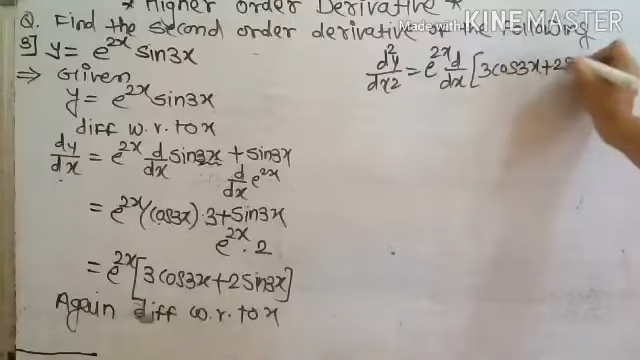 * Higher order Derivative *
Q. Find the second order derivative of the following
3] y = e^2x sin3x
⇒ Given
y = e^2x sin3x
diff w.r.to x
dy/dx = e^2x d/dx sin3x + sin3x
d/dx e^2x
= e^2x (cos3x).3 + sin3x
e^2x . 2
= e^2x [3cos3x + 2sin3x]
Again diff w.r.to x
d²y/dx2 = e^2x d/dx [3cos3x + 2s
Made With KINEMASTER